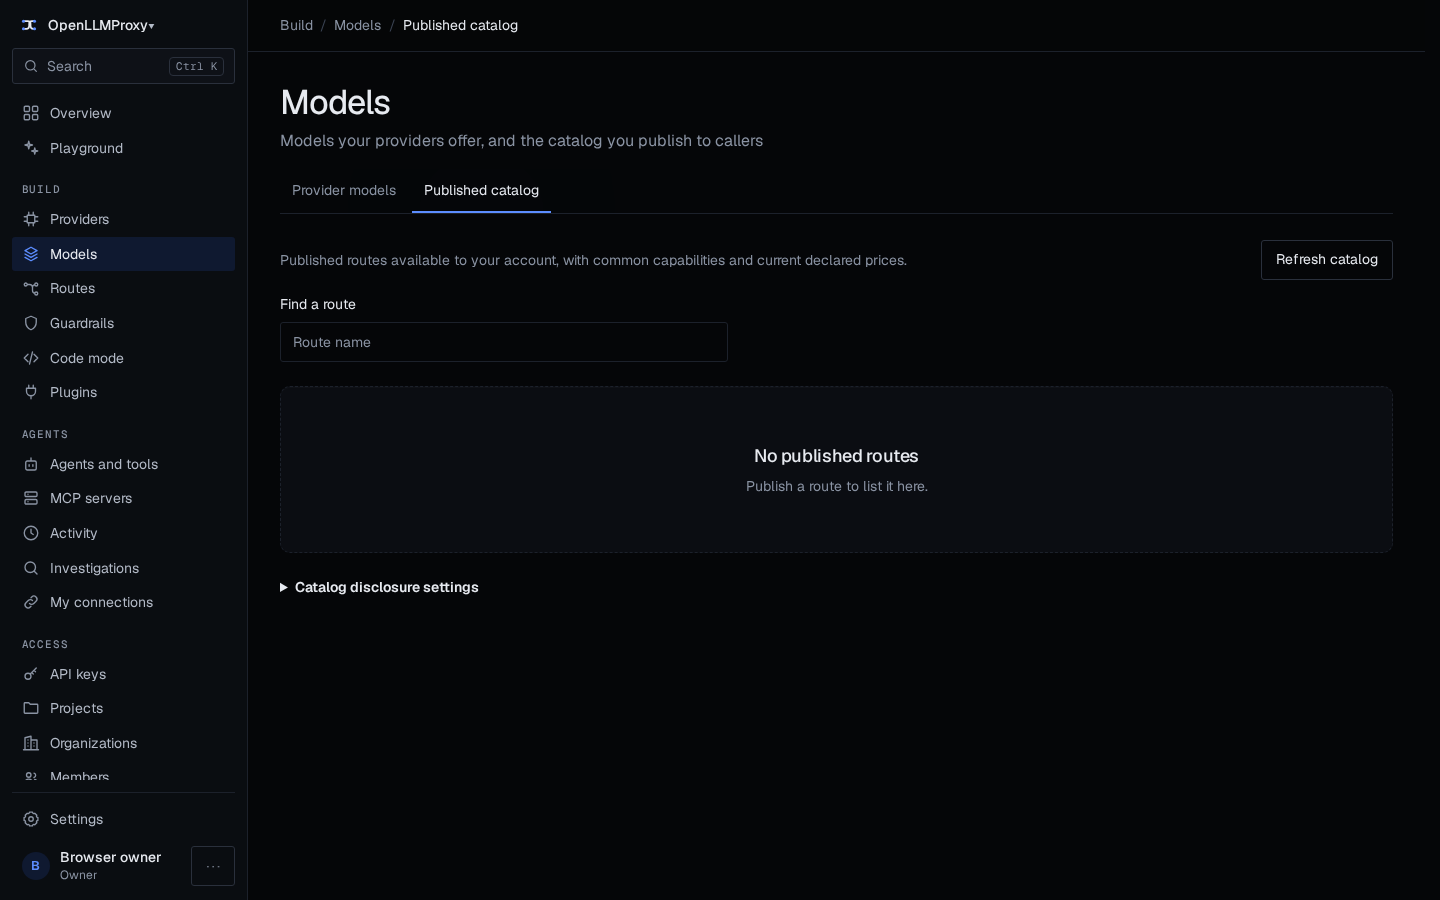 OpenLLMProxy
Search Ctrl K
Overview
Playground
BUILD
Providers
Models
Routes
Guardrails
Code mode
Plugins
AGENTS
Agents and tools
MCP servers
Activity
Investigations
My connections
ACCESS
API keys
Projects
Organizations
Members
Settings
B
Browser owner
Owner
...
Build / Models / Published catalog
Models
Models your providers offer, and the catalog you publish to callers
Provider models Published catalog
Published routes available to your account, with common capabilities and current declared prices.
Refresh catalog
Find a route
Route name
No published routes
Publish a route to list it here.
Catalog disclosure settings